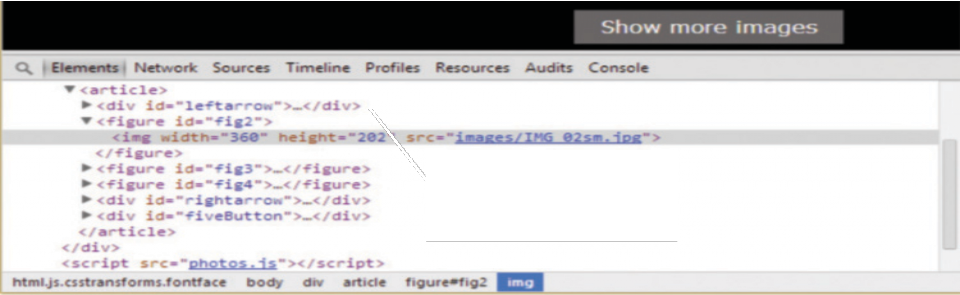 Show more images
Elements Network Sources Timeline Profiles Resources Audits Console
▼<article>
▶<div id="leftarrow">…</div>
▼<figure id="fig2">
<img width="360" height="202" src="images/IMG_02sm.jpg">
</figure>
▶<figure id="fig3">…</figure>
▶<figure id="fig4">…</figure>
▶<div id="rightarrow">…</div>
▶<div id="fiveButton">…</div>
</article>
</div>
<script src="photos.js"></script>
html.js.csstransforms.fontface body div article figure#fig2 img